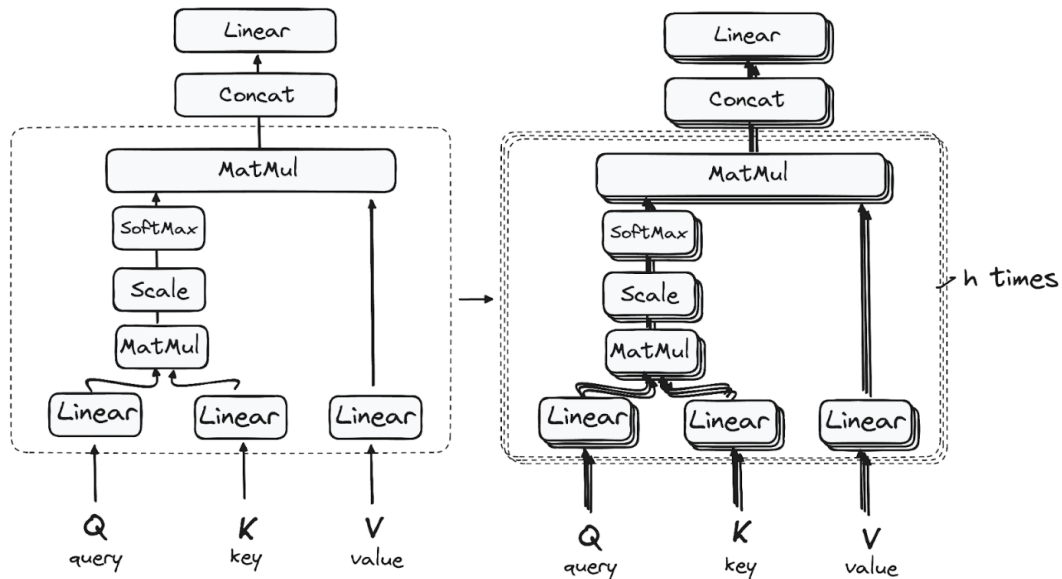 Linear
Concat
MatMul
SoftMax
Scale
MatMul
Linear
Linear
Linear
Q
query
K
key
V
value
Linear
Concat
MatMul
SoftMax
Scale
MatMul
Linear
Linear
Linear
h times
Q
query
K
key
V
value